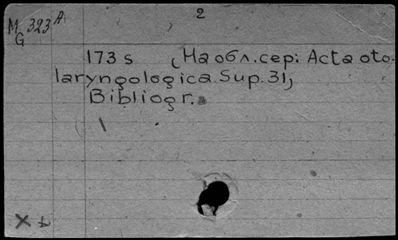 2
М 323 А
G
173 s (На обл. сер: Acta oto-
laryngologica. Sup. 31,
Bibliogr.
X b